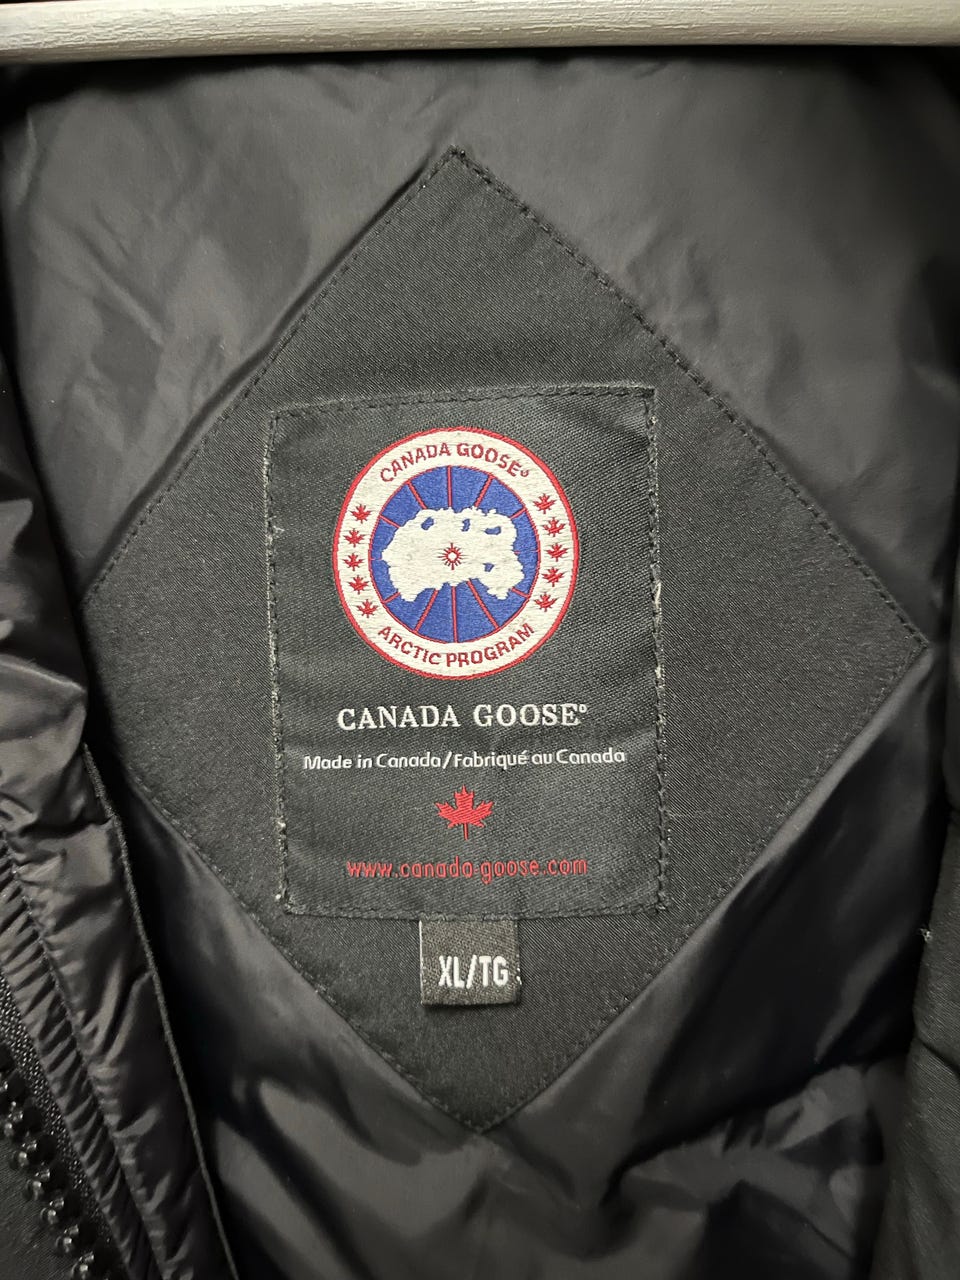 CANADA GOOSE®
ARCTIC PROGRAM
CANADA GOOSE®
Made in Canada/Fabriqué au Canada
www.canada-goose.com
XL/TG